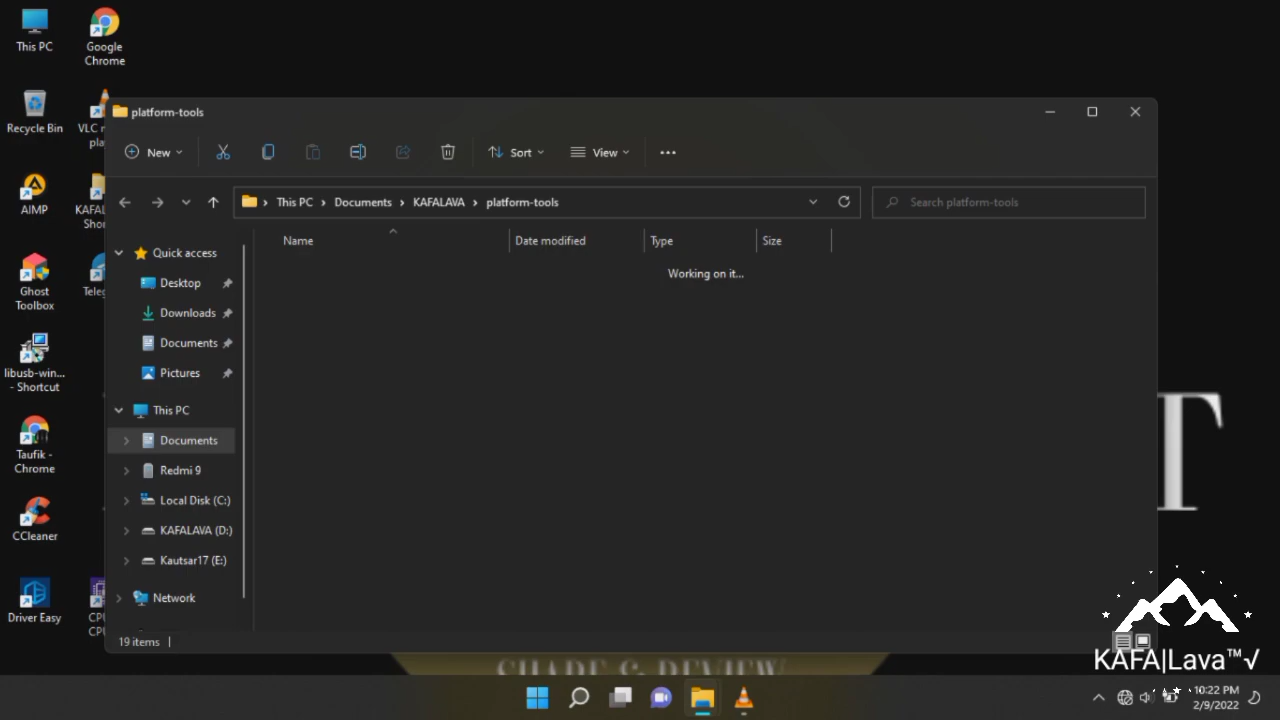 This PC
Google
Chrome
Recycle Bin
AIMP
Ghost
Toolbox
libusb-win...
- Shortcut
Taufik -
Chrome
CCleaner
Driver Easy
platform-tools
New
Sort
View
This PC > Documents > KAFALAVA > platform-tools
Search platform-tools
Name
Date modified
Type
Size
Working on it...
Quick access
Desktop
Downloads
Documents
Pictures
This PC
Documents
Redmi 9
Local Disk (C:)
KAFALAVA (D:)
Kautsar17 (E:)
Network
19 items
T
SHARE & REVIEW
KAFA|Lava™√
10:22 PM
2/9/2022